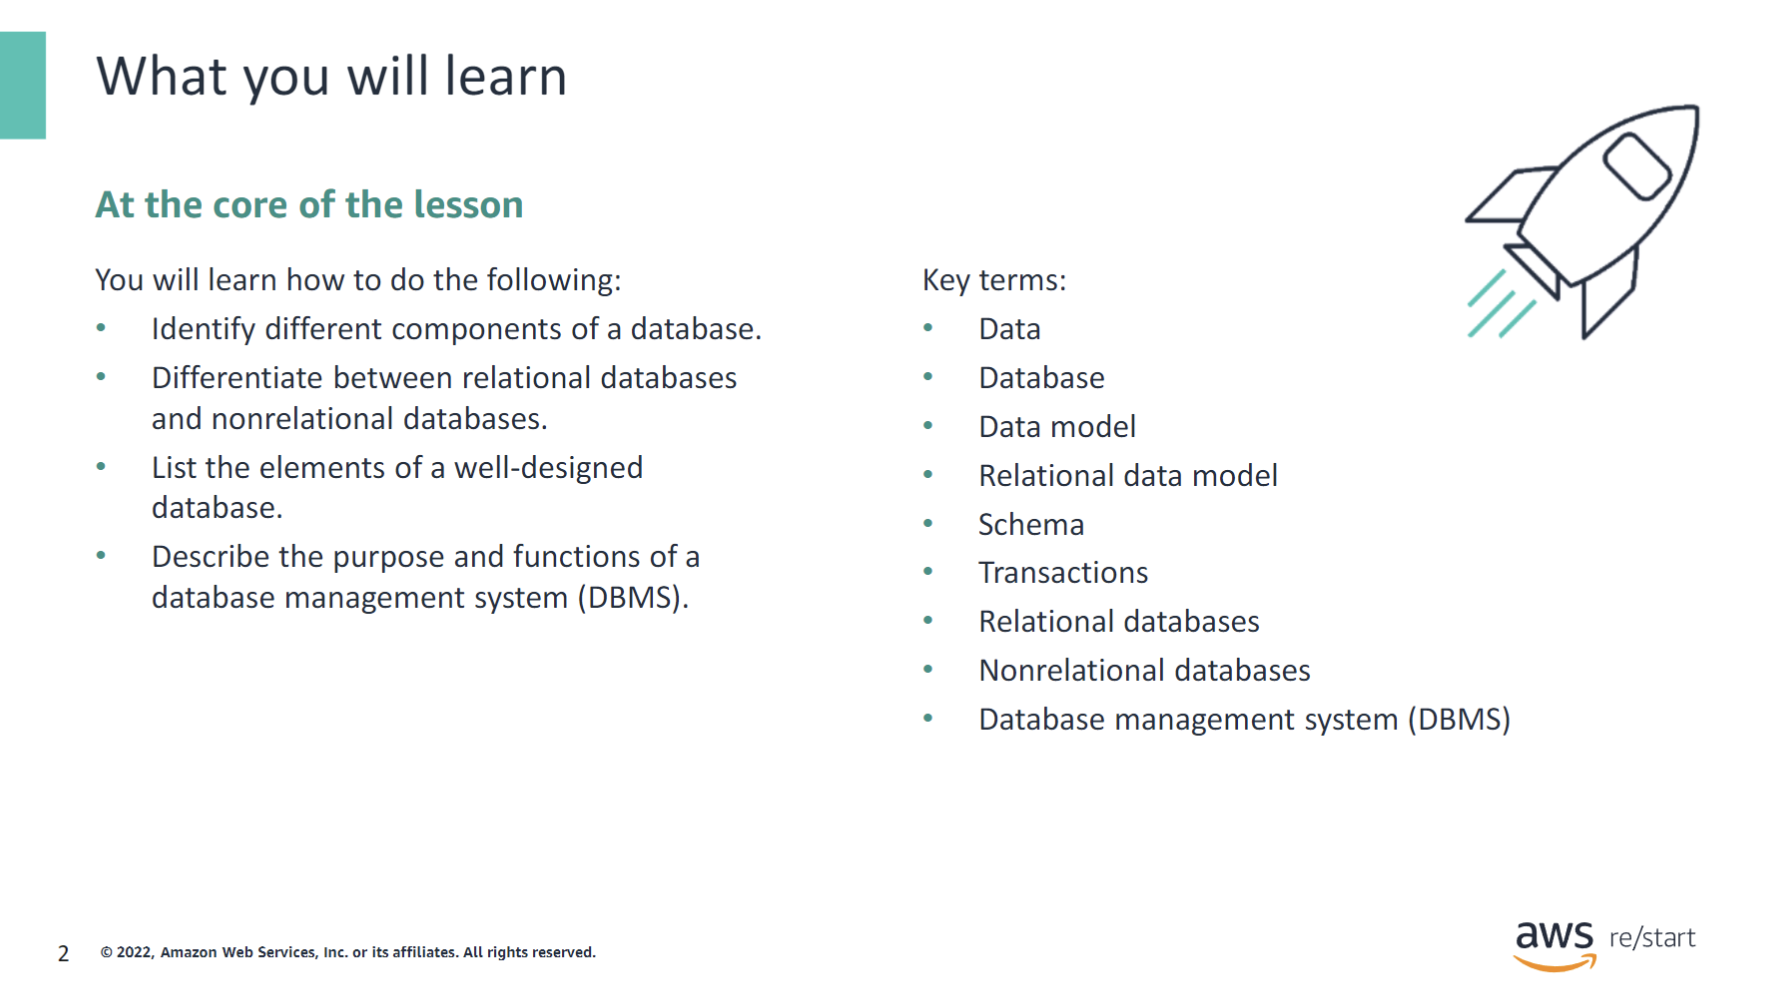 What you will learn
At the core of the lesson
You will learn how to do the following:
• Identify different components of a database.
• Differentiate between relational databases
and nonrelational databases.
• List the elements of a well-designed
database.
• Describe the purpose and functions of a
database management system (DBMS).
Key terms:
• Data
• Database
• Data model
• Relational data model
• Schema
• Transactions
• Relational databases
• Nonrelational databases
• Database management system (DBMS)
2 © 2022, Amazon Web Services, Inc. or its affiliates. All rights reserved.
aws re/start